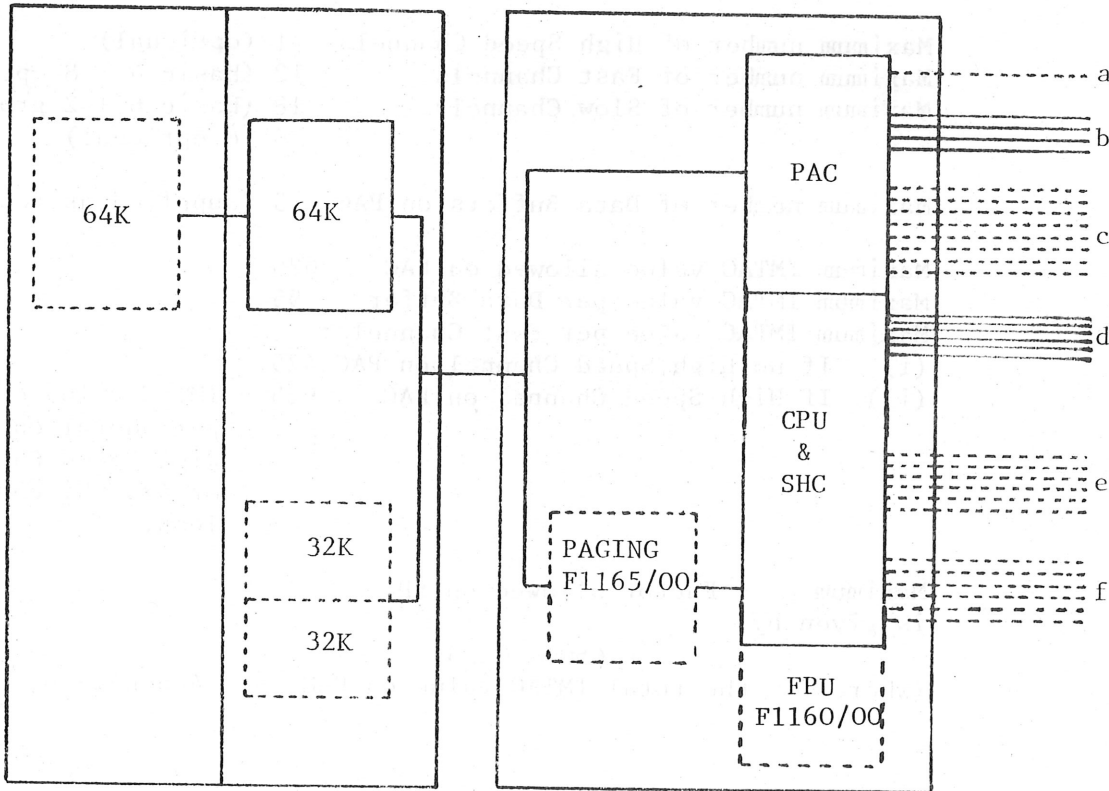 a
b
PAC
c
64K
64K
d
CPU
&
SHC
e
32K
PAGING
F1165/00
f
32K
FPU
F1160/00